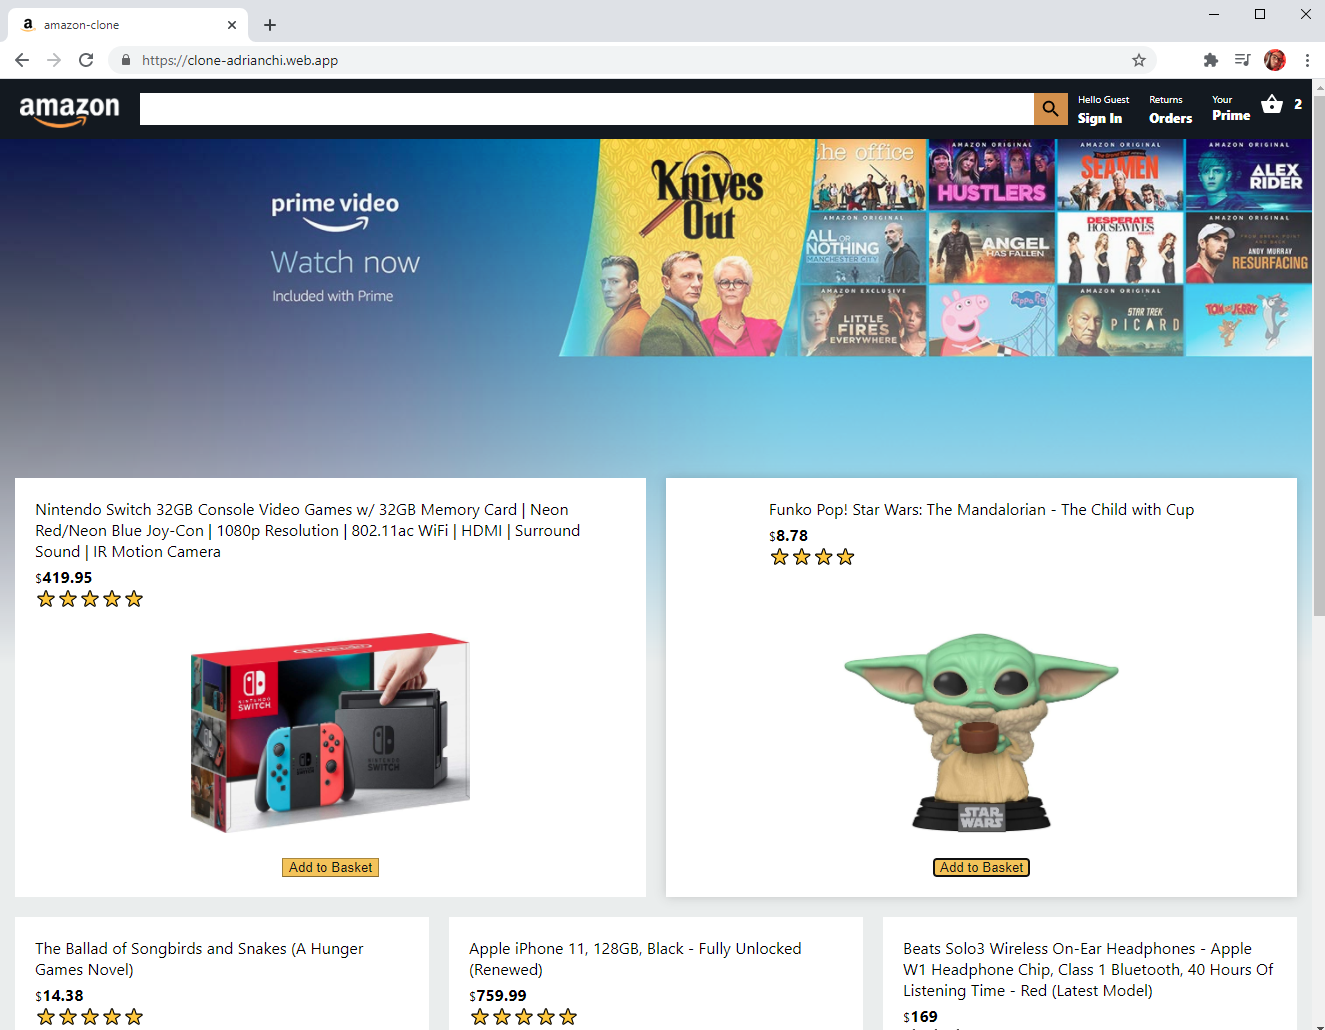 amazon-clone
https://clone-adrianchi.web.app
amazon
Hello Guest
Sign In
Returns
Orders
Your
Prime
2
prime video
Watch now
Included with Prime
Knives
Out
the office
AMAZON ORIGINAL
HUSTLERS
AMAZON ORIGINAL
The Grand Tour
SEAMEN
AMAZON ORIGINAL
ALEX
RIDER
AMAZON ORIGINAL
ALL OR
NOTHING
MANCHESTER CITY
ANGEL
HAS FALLEN
DESPERATE
HOUSEWIVES
AMAZON ORIGINAL
ANDY MURRAY
RESURFACING
AMAZON EXCLUSIVE
LITTLE
FIRES
EVERYWHERE
Peppa Pig
AMAZON ORIGINAL
STAR TREK
PICARD
TOM and JERRY
Nintendo Switch 32GB Console Video Games w/ 32GB Memory Card | Neon
Red/Neon Blue Joy-Con | 1080p Resolution | 802.11ac WiFi | HDMI | Surround
Sound | IR Motion Camera
$419.95
NINTENDO
SWITCH
NINTENDO
SWITCH
Add to Basket
Funko Pop! Star Wars: The Mandalorian - The Child with Cup
$8.78
STAR
WARS
Add to Basket
The Ballad of Songbirds and Snakes (A Hunger
Games Novel)
$14.38
Apple iPhone 11, 128GB, Black - Fully Unlocked
(Renewed)
$759.99
Beats Solo3 Wireless On-Ear Headphones - Apple
W1 Headphone Chip, Class 1 Bluetooth, 40 Hours Of
Listening Time - Red (Latest Model)
$169